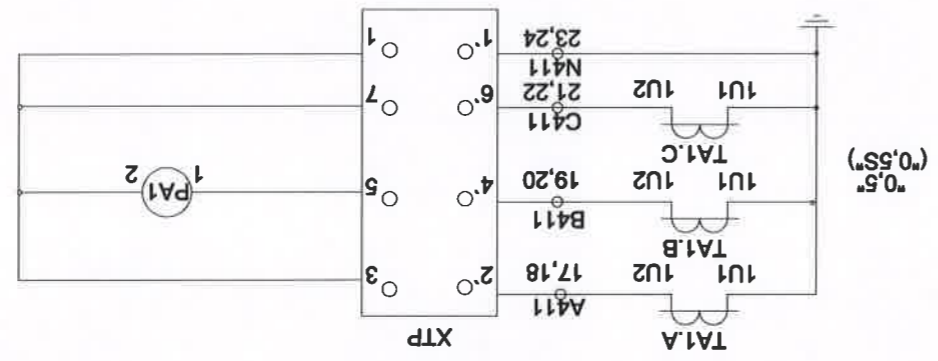 TA1.A
XTP
1U1 1U2
A411
17,18
2' 3
TA1.B
1U1 1U2
B411
19,20
4' 5
1 PA1 2
"0,5"
("0,5S")
TA1.C
1U1 1U2
C411
21,22
6' 7
N411
23,24
1' 1